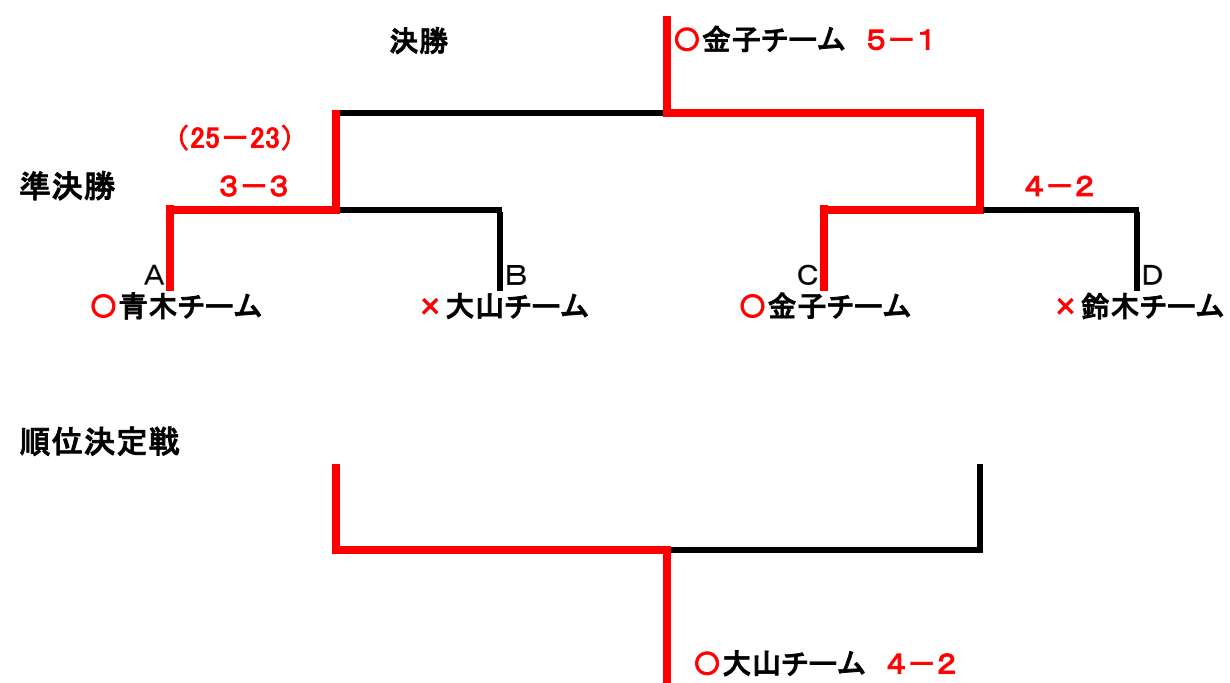 決勝
○金子チーム 5－1
（25－23）
準決勝
3－3
4－2
A
B
C
D
○青木チーム
×大山チーム
○金子チーム
×鈴木チーム
順位決定戦
○大山チーム 4－2